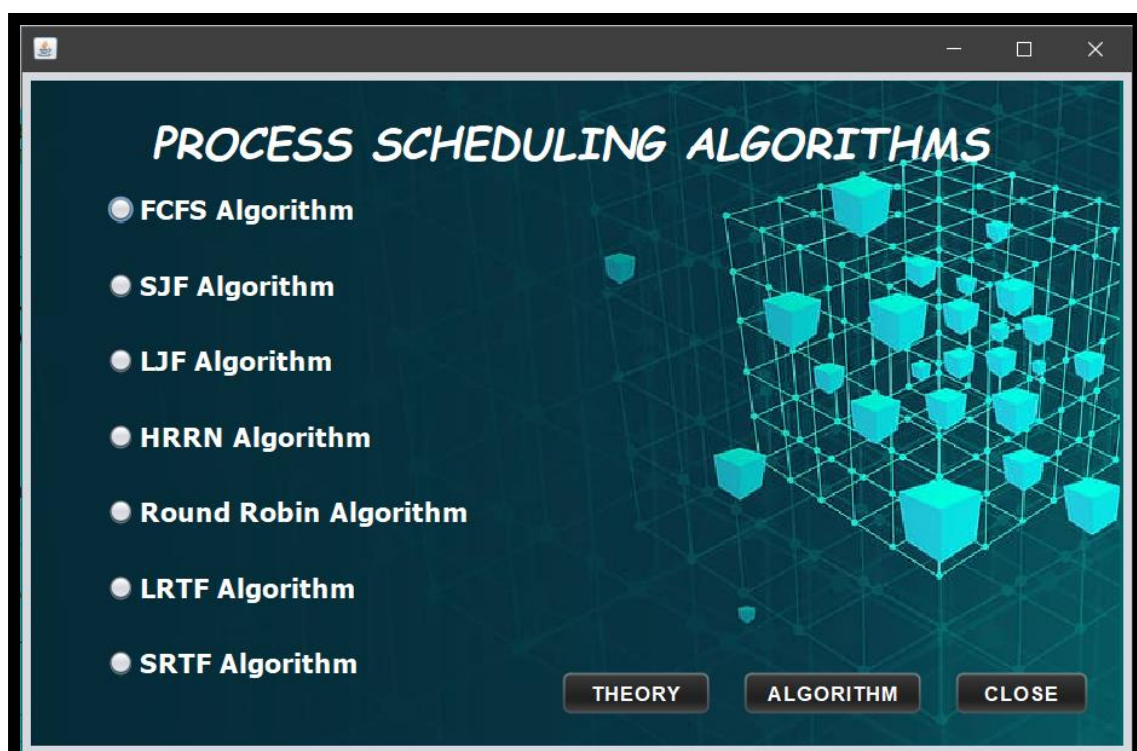 PROCESS SCHEDULING ALGORITHMS
FCFS Algorithm
SJF Algorithm
LJF Algorithm
HRRN Algorithm
Round Robin Algorithm
LRTF Algorithm
SRTF Algorithm
THEORY ALGORITHM CLOSE